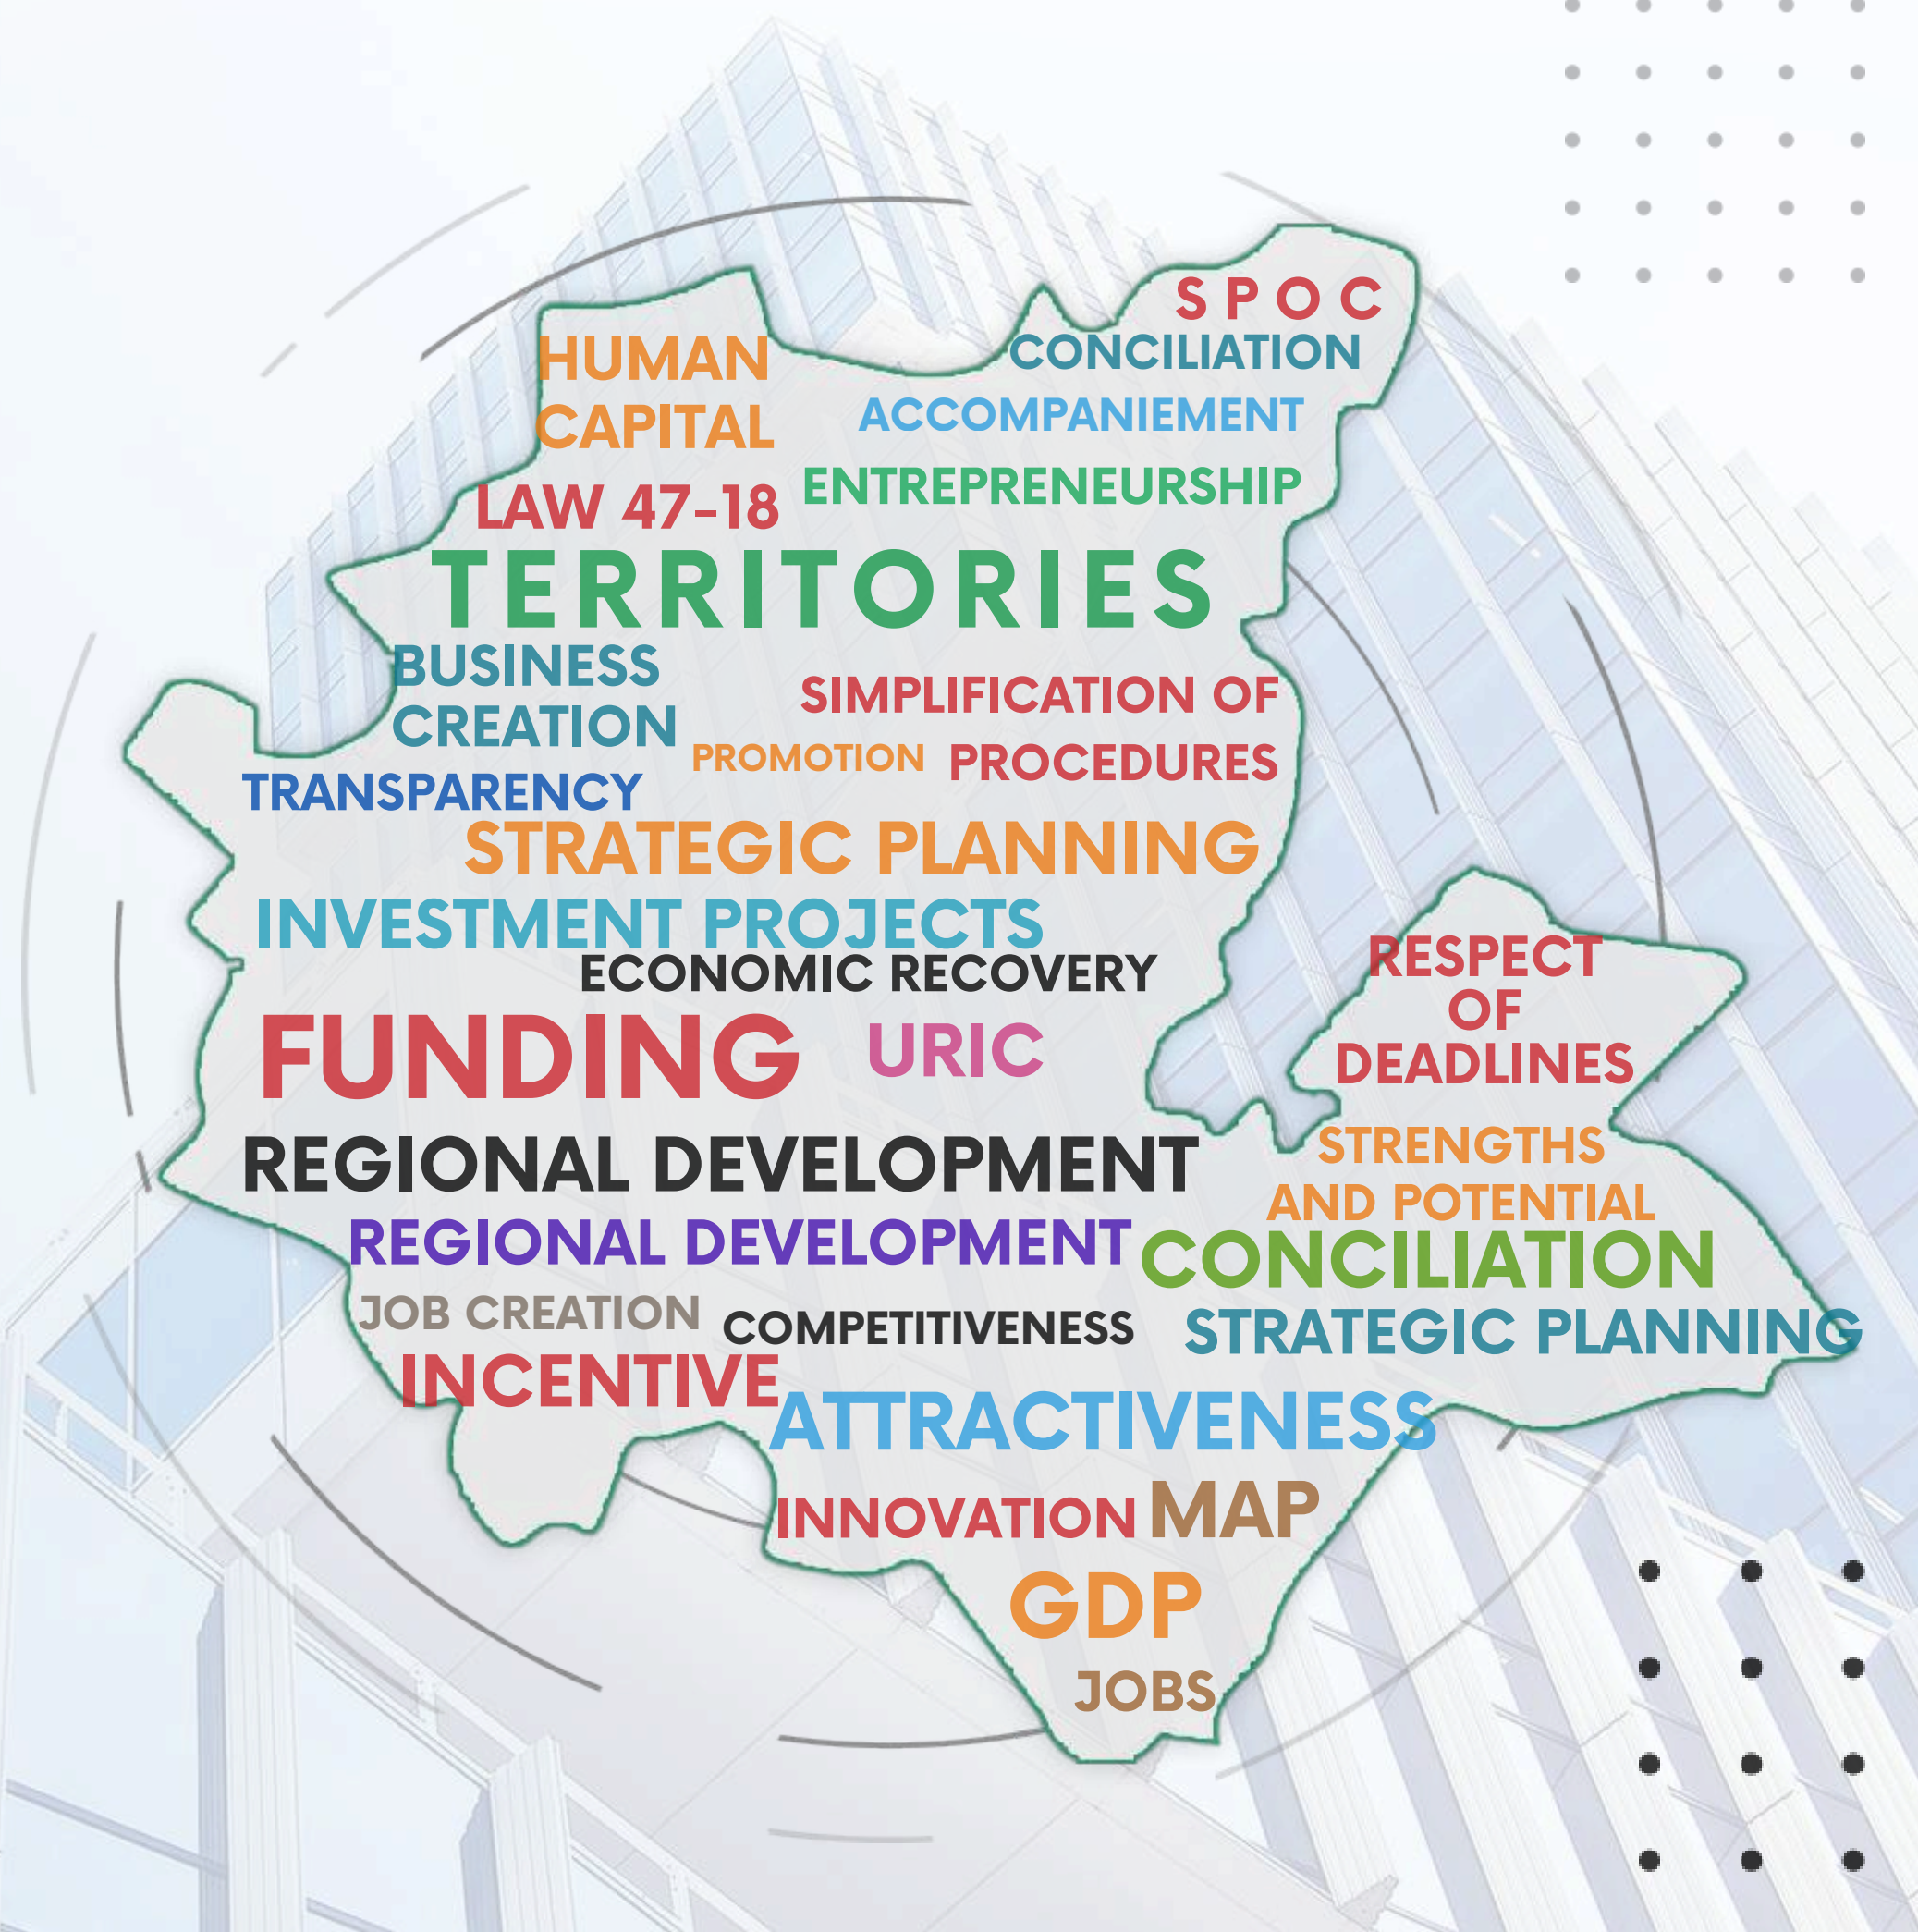 SPOC
HUMAN
CAPITAL
CONCILIATION
ACCOMPANIEMENT
LAW 47-18
ENTREPRENEURSHIP
TERRITORIES
BUSINESS
CREATION
SIMPLIFICATION OF
PROCEDURES
PROMOTION
TRANSPARENCY
STRATEGIC PLANNING
INVESTMENT PROJECTS
ECONOMIC RECOVERY
RESPECT
OF
DEADLINES
FUNDING
URIC
REGIONAL DEVELOPMENT
STRENGTHS
AND POTENTIAL
REGIONAL DEVELOPMENT
CONCILIATION
JOB CREATION
COMPETITIVENESS
STRATEGIC PLANNING
INCENTIVE
ATTRACTIVENESS
INNOVATION
MAP
GDP
JOBS